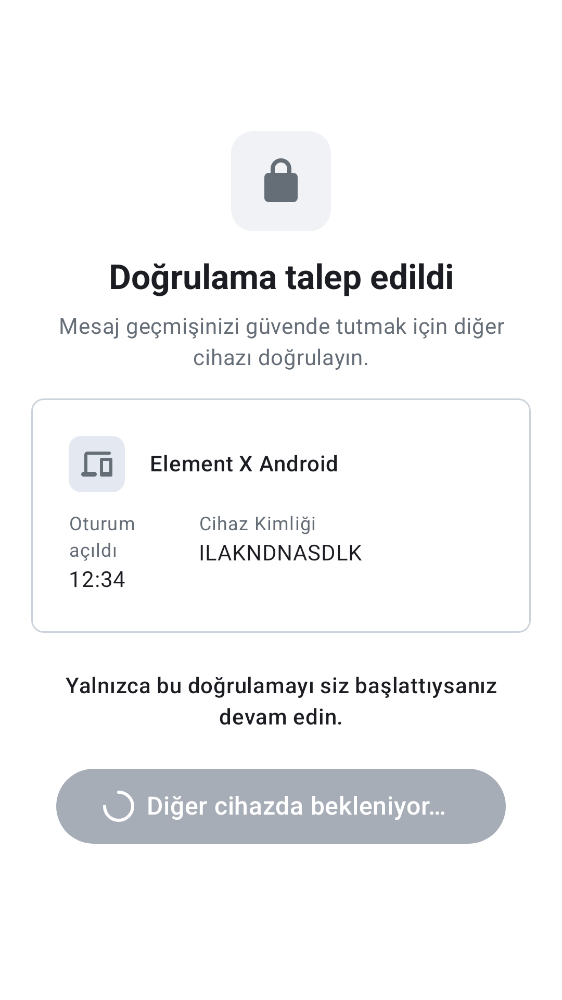 Doğrulama talep edildi
Mesaj geçmişinizi güvende tutmak için diğer
cihazı doğrulayın.
Element X Android
Oturum
açıldı
12:34
Cihaz Kimliği
ILAKNDNASDLK
Yalnızca bu doğrulamayı siz başlattıysanız
devam edin.
Diğer cihazda bekleniyor…